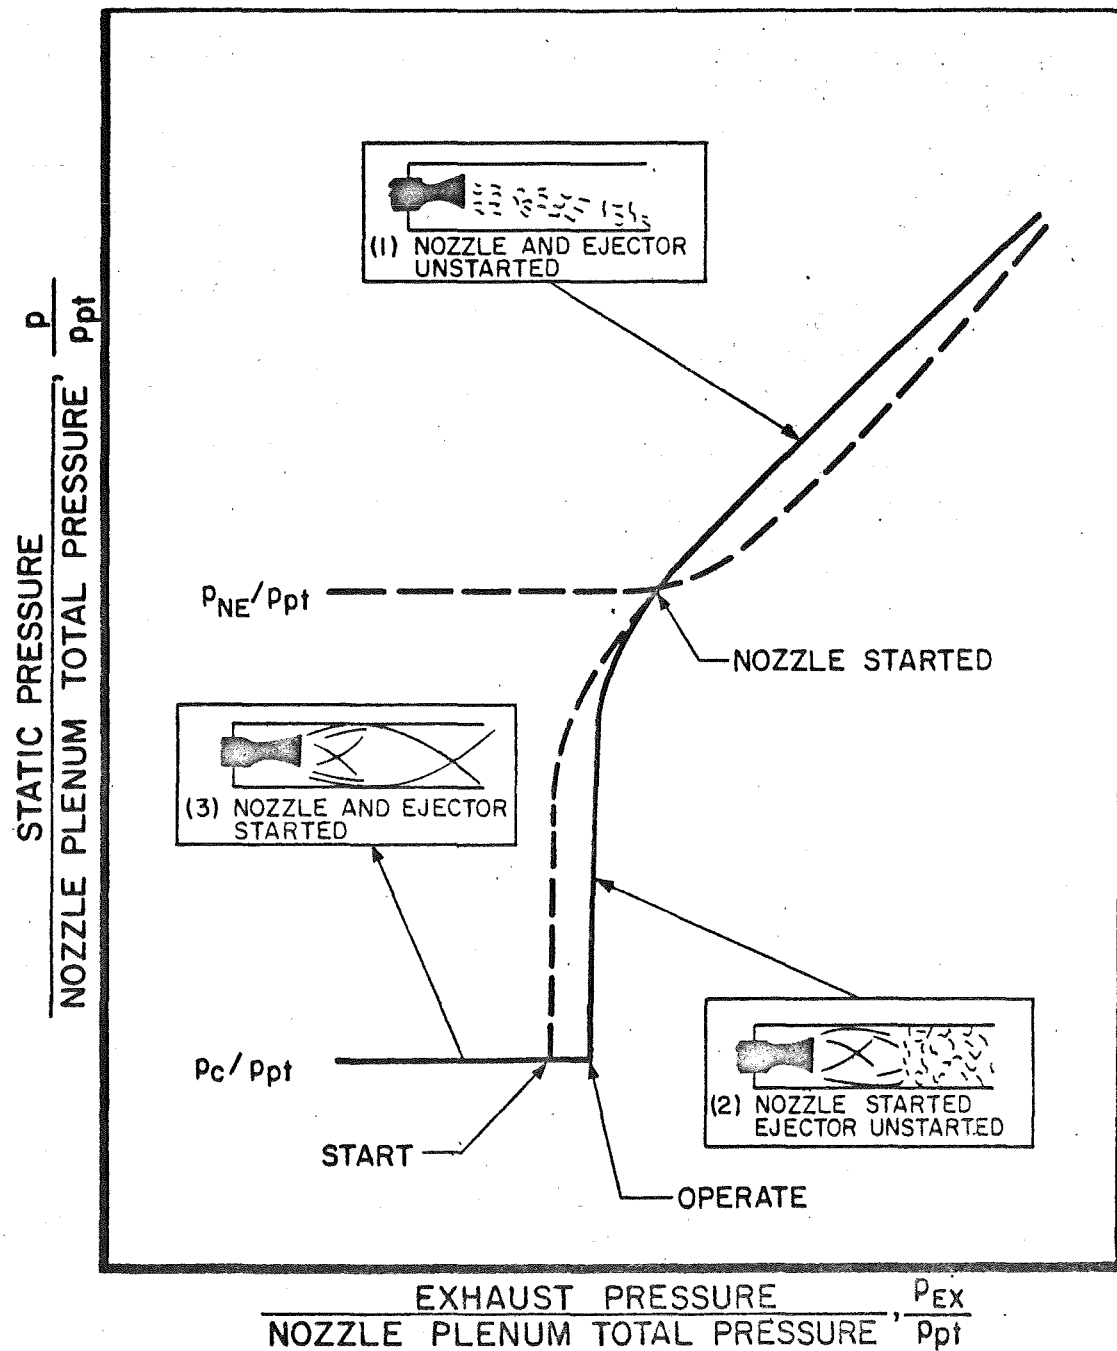 (1) NOZZLE AND EJECTOR
UNSTARTED
STATIC PRESSURE
NOZZLE PLENUM TOTAL PRESSURE,
p
ppt
pNE/ppt
NOZZLE STARTED
(3) NOZZLE AND EJECTOR
STARTED
pC/ppt
(2) NOZZLE STARTED
EJECTOR UNSTARTED
START
OPERATE
EXHAUST PRESSURE
NOZZLE PLENUM TOTAL PRESSURE
,
pEX
ppt